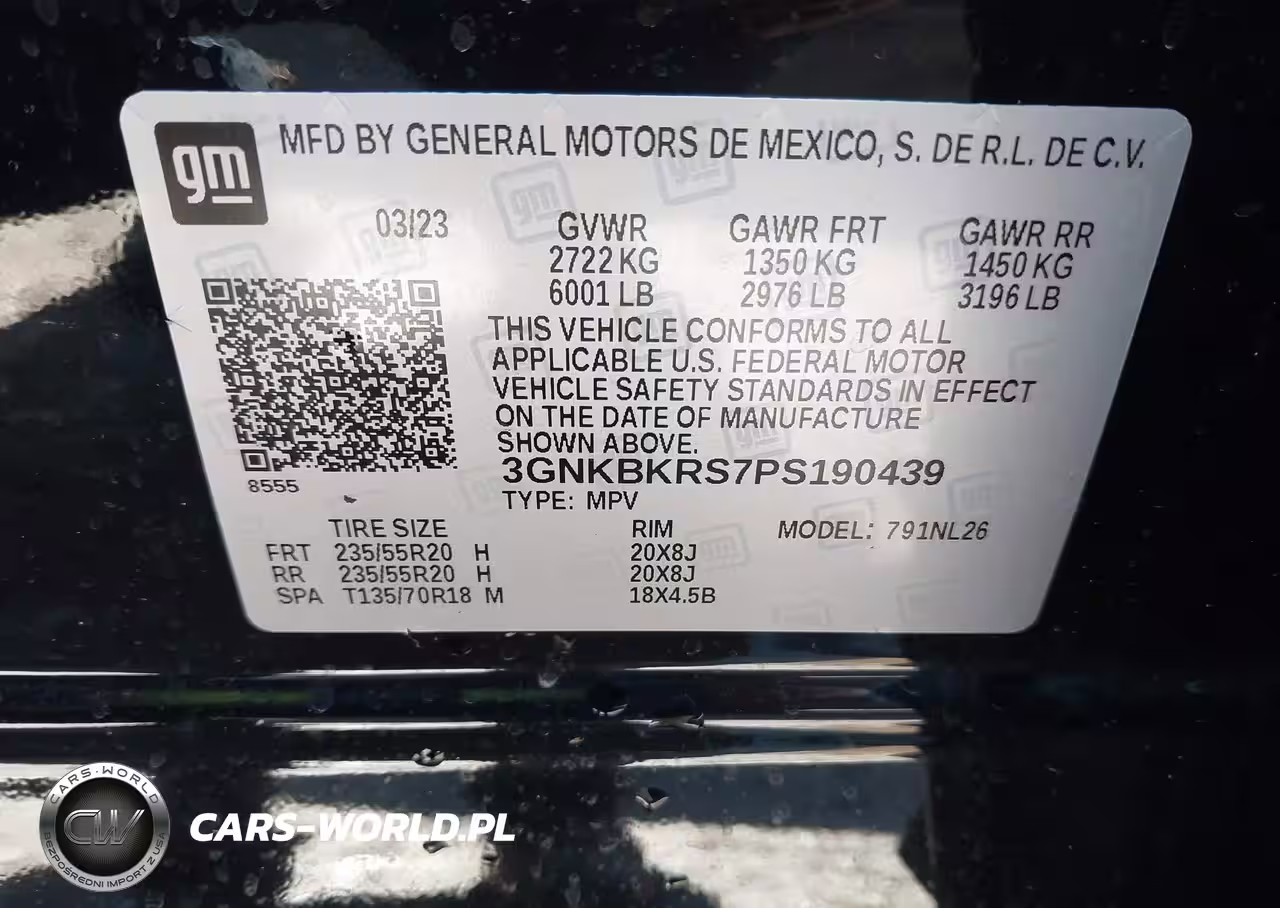 gm MFD BY GENERAL MOTORS DE MEXICO, S. DE R.L. DE C.V.
03/23 GVWR GAWR FRT GAWR RR
2722 KG 1350 KG 1450 KG
6001 LB 2976 LB 3196 LB
THIS VEHICLE CONFORMS TO ALL
APPLICABLE U.S. FEDERAL MOTOR
VEHICLE SAFETY STANDARDS IN EFFECT
ON THE DATE OF MANUFACTURE
SHOWN ABOVE.
3GNKBKRS7PS190439
8555
TYPE: MPV
TIRE SIZE RIM MODEL: 791NL26
FRT 235/55R20 H 20X8J
RR 235/55R20 H 20X8J
SPA T135/70R18 M 18X4.5B
CARS-WORLD
CW
BEZPOŚREDNI IMPORT Z USA
CARS-WORLD.PL